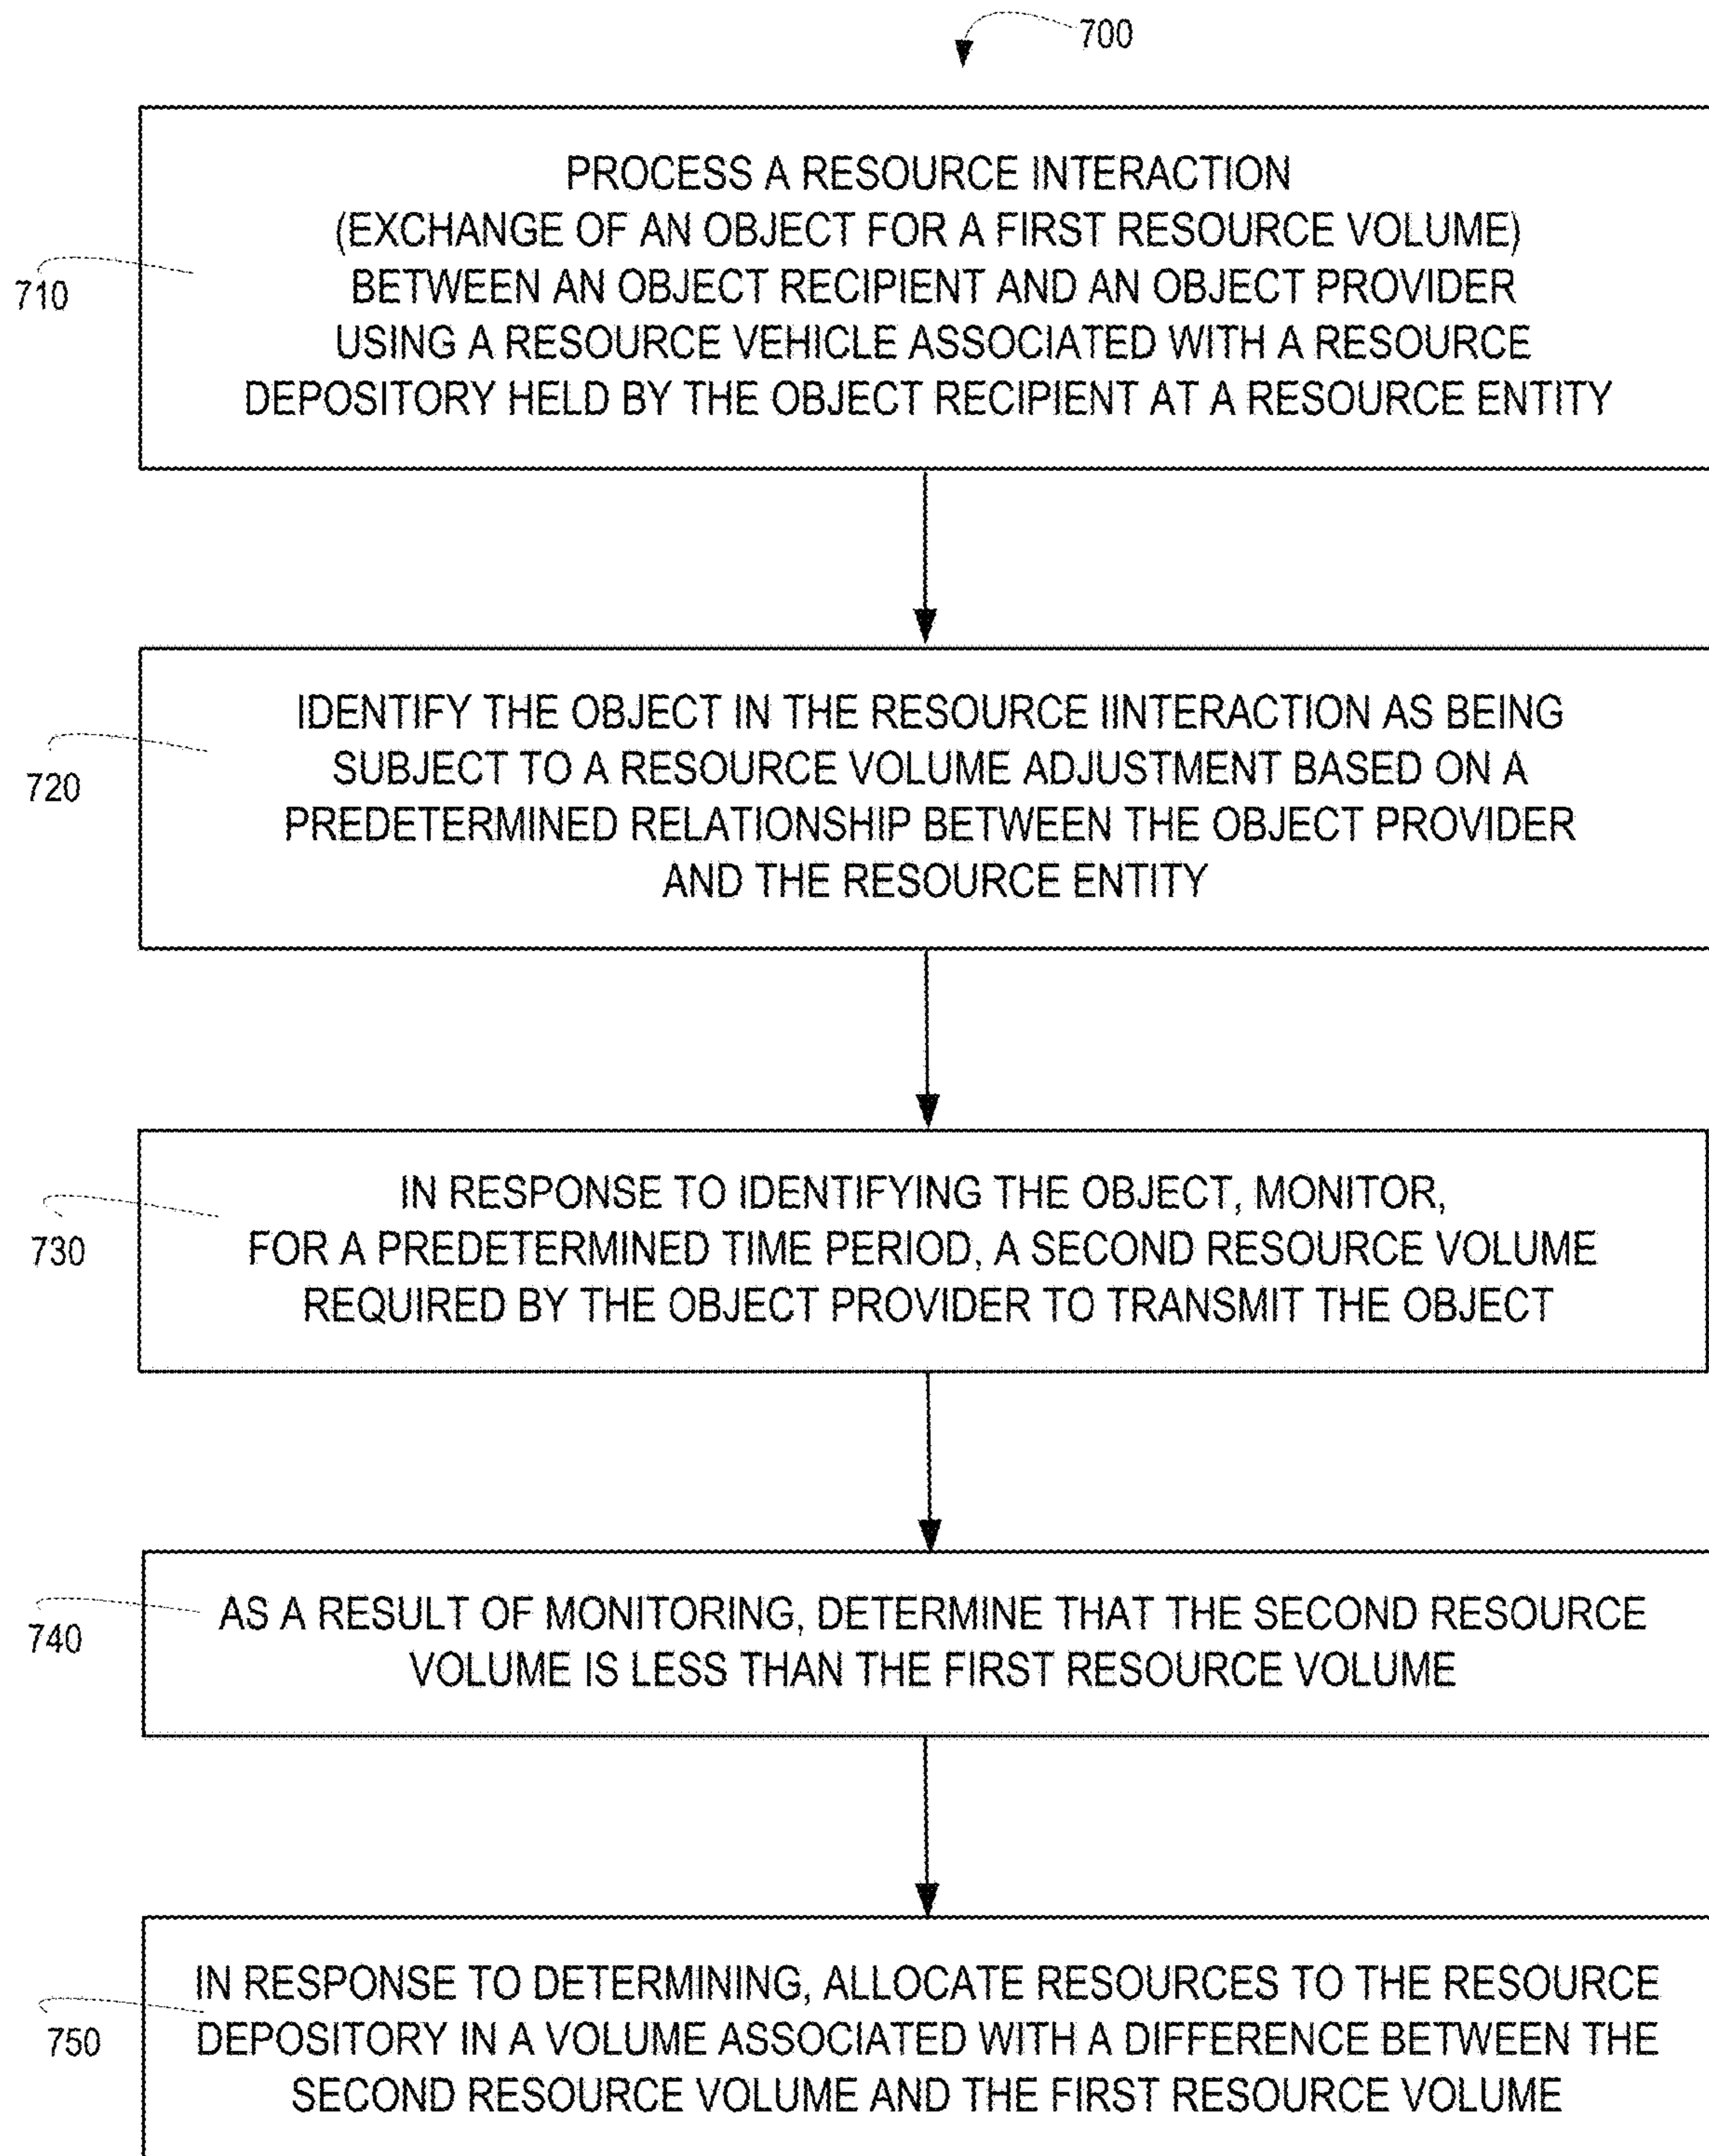 700
PROCESS A RESOURCE INTERACTION
(EXCHANGE OF AN OBJECT FOR A FIRST RESOURCE VOLUME)
BETWEEN AN OBJECT RECIPIENT AND AN OBJECT PROVIDER
USING A RESOURCE VEHICLE ASSOCIATED WITH A RESOURCE
DEPOSITORY HELD BY THE OBJECT RECIPIENT AT A RESOURCE ENTITY
710
IDENTIFY THE OBJECT IN THE RESOURCE IINTERACTION AS BEING
SUBJECT TO A RESOURCE VOLUME ADJUSTMENT BASED ON A
PREDETERMINED RELATIONSHIP BETWEEN THE OBJECT PROVIDER
AND THE RESOURCE ENTITY
720
IN RESPONSE TO IDENTIFYING THE OBJECT, MONITOR,
FOR A PREDETERMINED TIME PERIOD, A SECOND RESOURCE VOLUME
REQUIRED BY THE OBJECT PROVIDER TO TRANSMIT THE OBJECT
730
AS A RESULT OF MONITORING, DETERMINE THAT THE SECOND RESOURCE
VOLUME IS LESS THAN THE FIRST RESOURCE VOLUME
740
IN RESPONSE TO DETERMINING, ALLOCATE RESOURCES TO THE RESOURCE
DEPOSITORY IN A VOLUME ASSOCIATED WITH A DIFFERENCE BETWEEN THE
SECOND RESOURCE VOLUME AND THE FIRST RESOURCE VOLUME
750